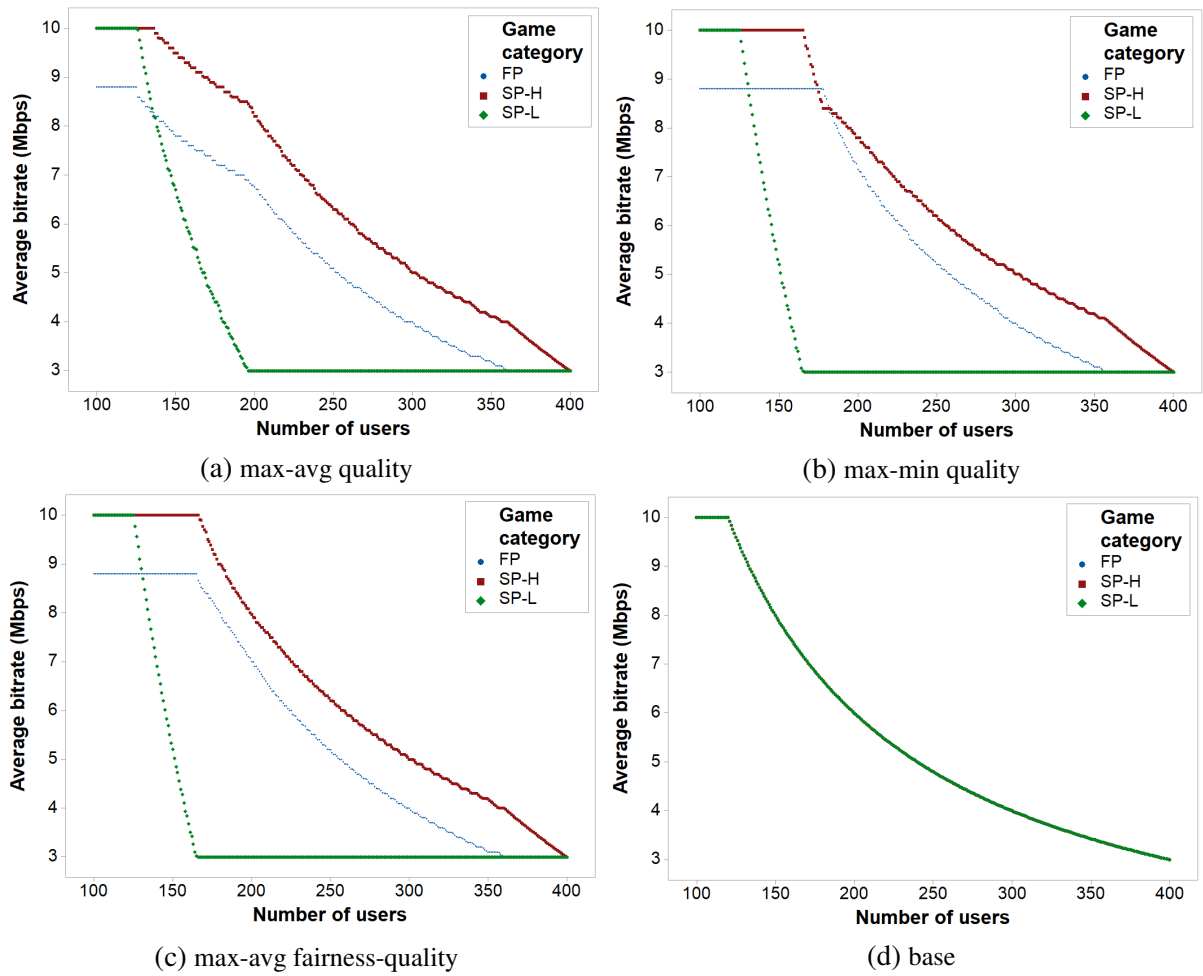 10
9
8
7
6
5
4
3
Average bitrate (Mbps)
100 150 200 250 300 350 400
Number of users
Game
category
FP
SP-H
SP-L
(a) max-avg quality
10
9
8
7
6
5
4
3
Average bitrate (Mbps)
100 150 200 250 300 350 400
Number of users
Game
category
FP
SP-H
SP-L
(b) max-min quality
10
9
8
7
6
5
4
3
Average bitrate (Mbps)
100 150 200 250 300 350 400
Number of users
Game
category
FP
SP-H
SP-L
(c) max-avg fairness-quality
10
9
8
7
6
5
4
3
Average bitrate (Mbps)
100 150 200 250 300 350 400
Number of users
Game
category
FP
SP-H
SP-L
(d) base